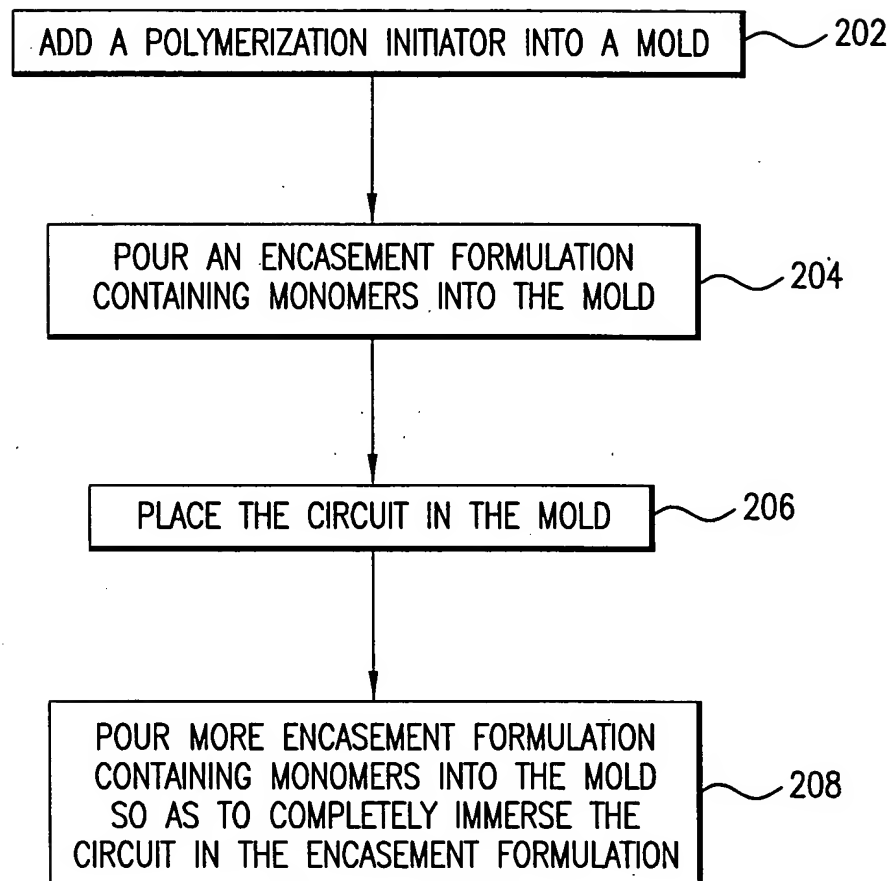 ADD A POLYMERIZATION INITIATOR INTO A MOLD
202
POUR AN ENCASEMENT FORMULATION
CONTAINING MONOMERS INTO THE MOLD
204
PLACE THE CIRCUIT IN THE MOLD
206
POUR MORE ENCASEMENT FORMULATION
CONTAINING MONOMERS INTO THE MOLD
SO AS TO COMPLETELY IMMERSE THE
CIRCUIT IN THE ENCASEMENT FORMULATION
208